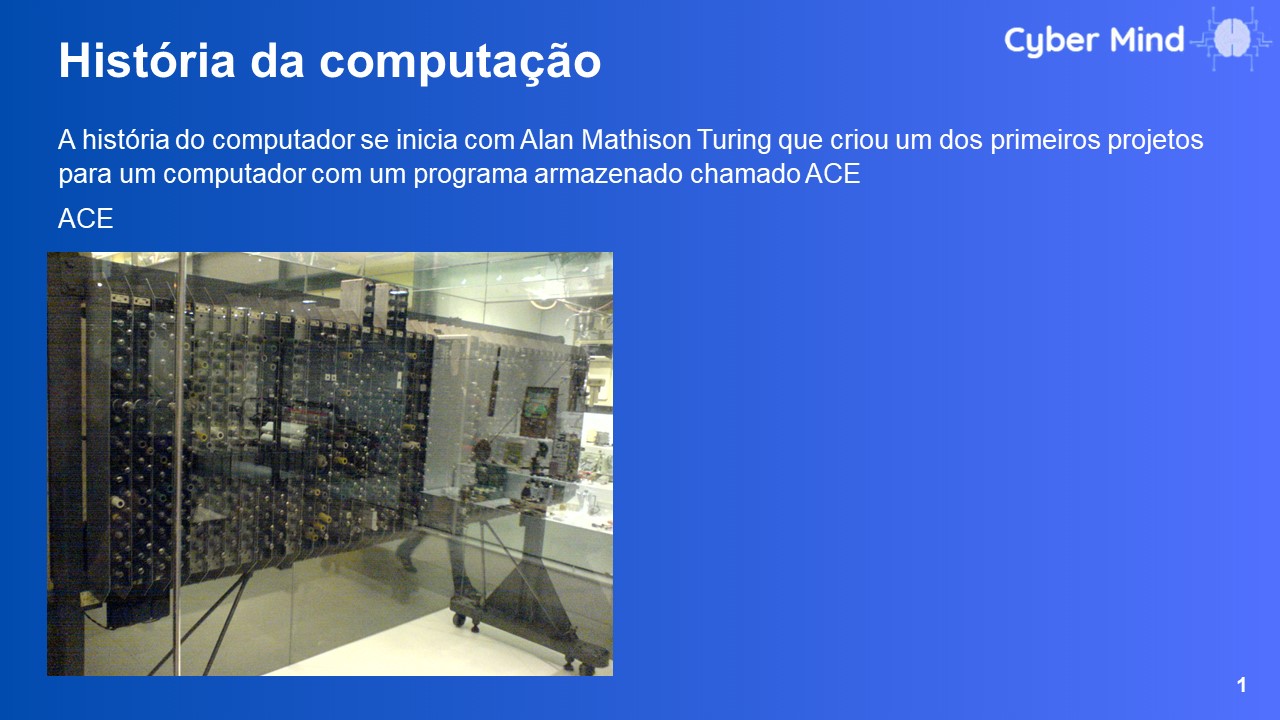 História da computação
Cyber Mind
A história do computador se inicia com Alan Mathison Turing que criou um dos primeiros projetos
para um computador com um programa armazenado chamado ACE
ACE
1